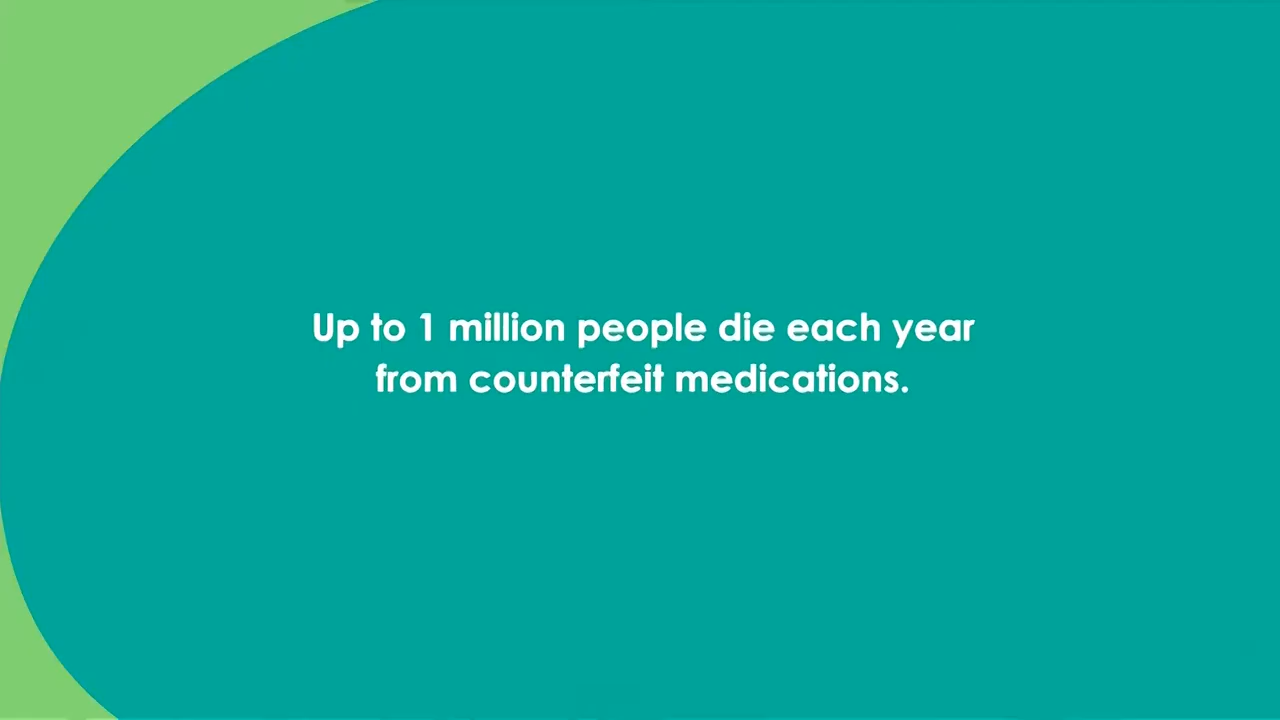 Up to 1 million people die each year
from counterfeit medications.